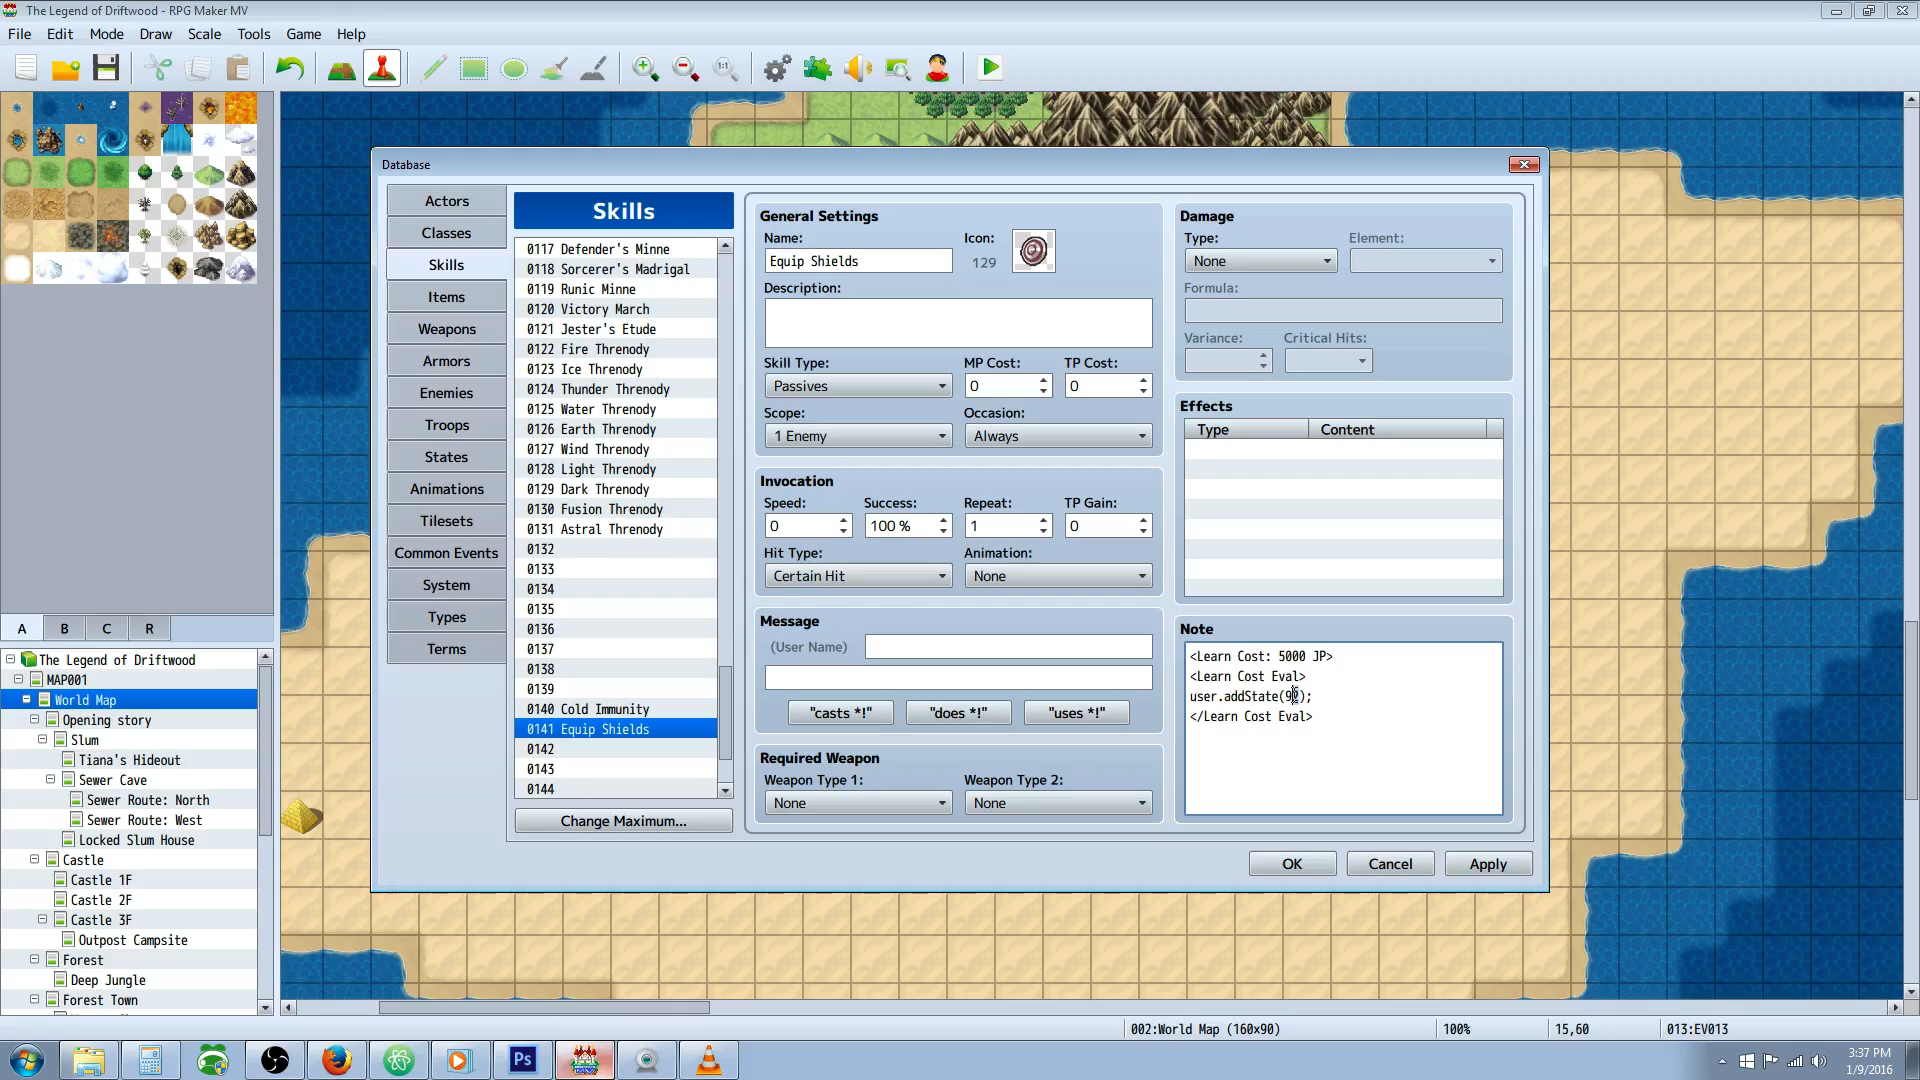 The Legend of Driftwood - RPG Maker MV
File Edit Mode Draw Scale Tools Game Help
1:1
Database
Actors
Classes
Skills
Items
Weapons
Armors
Enemies
Troops
States
Animations
Tilesets
Common Events
System
Types
Terms
Skills
0117 Defender's Minne
0118 Sorcerer's Madrigal
0119 Runic Minne
0120 Victory March
0121 Jester's Etude
0122 Fire Threnody
0123 Ice Threnody
0124 Thunder Threnody
0125 Water Threnody
0126 Earth Threnody
0127 Wind Threnody
0128 Light Threnody
0129 Dark Threnody
0130 Fusion Threnody
0131 Astral Threnody
0132
0133
0134
0135
0136
0137
0138
0139
0140 Cold Immunity
0141 Equip Shields
0142
0143
0144
Change Maximum...
General Settings
Name: Icon:
Equip Shields 129
Description:
Skill Type: MP Cost: TP Cost:
Passives 0 0
Scope: Occasion:
1 Enemy Always
Invocation
Speed: Success: Repeat: TP Gain:
0 100 % 1 0
Hit Type: Animation:
Certain Hit None
Message
(User Name)
"casts *!" "does *!" "uses *!"
Required Weapon
Weapon Type 1: Weapon Type 2:
None None
Damage
Type: Element:
None
Formula:
Variance: Critical Hits:
Effects
Type Content
Note
<Learn Cost: 5000 JP>
<Learn Cost Eval>
</Learn Cost Eval>
OK Cancel Apply
A B C R
The Legend of Driftwood
MAP001
World Map
Opening story
Slum
Tiana's Hideout
Sewer Cave
Sewer Route: North
Sewer Route: West
Locked Slum House
Castle
Castle 1F
Castle 2F
Castle 3F
Outpost Campsite
Forest
Deep Jungle
Forest Town
002:World Map (160x90) 100% 15,60 013:EV013
Ps
3:37 PM
1/9/2016